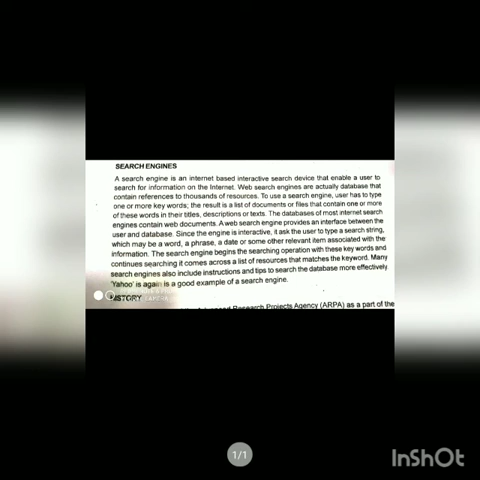 SEARCH ENGINES
A search engine is an internet based interactive search device that enable a user to
search for information on the Internet. Web search engines are actually database that
contain references to thousands of resources. To use a search engine, user has to type
one or more key words; the result is a list of documents or files that contain one or more
of these words in their titles, descriptions or texts. The databases of most internet search
engines contain web documents. A web search engine provides an interface between the
user and database. Since the engine is interactive, it ask the user to type a search string,
which may be a word, a phrase, a date or some other relevant item associated with the
information. The search engine begins the searching operation with these key words and
continues searching it comes across a list of resources that matches the keyword. Many
search engines also include instructions and tips to search the database more effectively.
'Yahoo' is again is a good example of a search engine.
HISTORY
Research Projects Agency (ARPA) as a part of the
1/1
InShOt